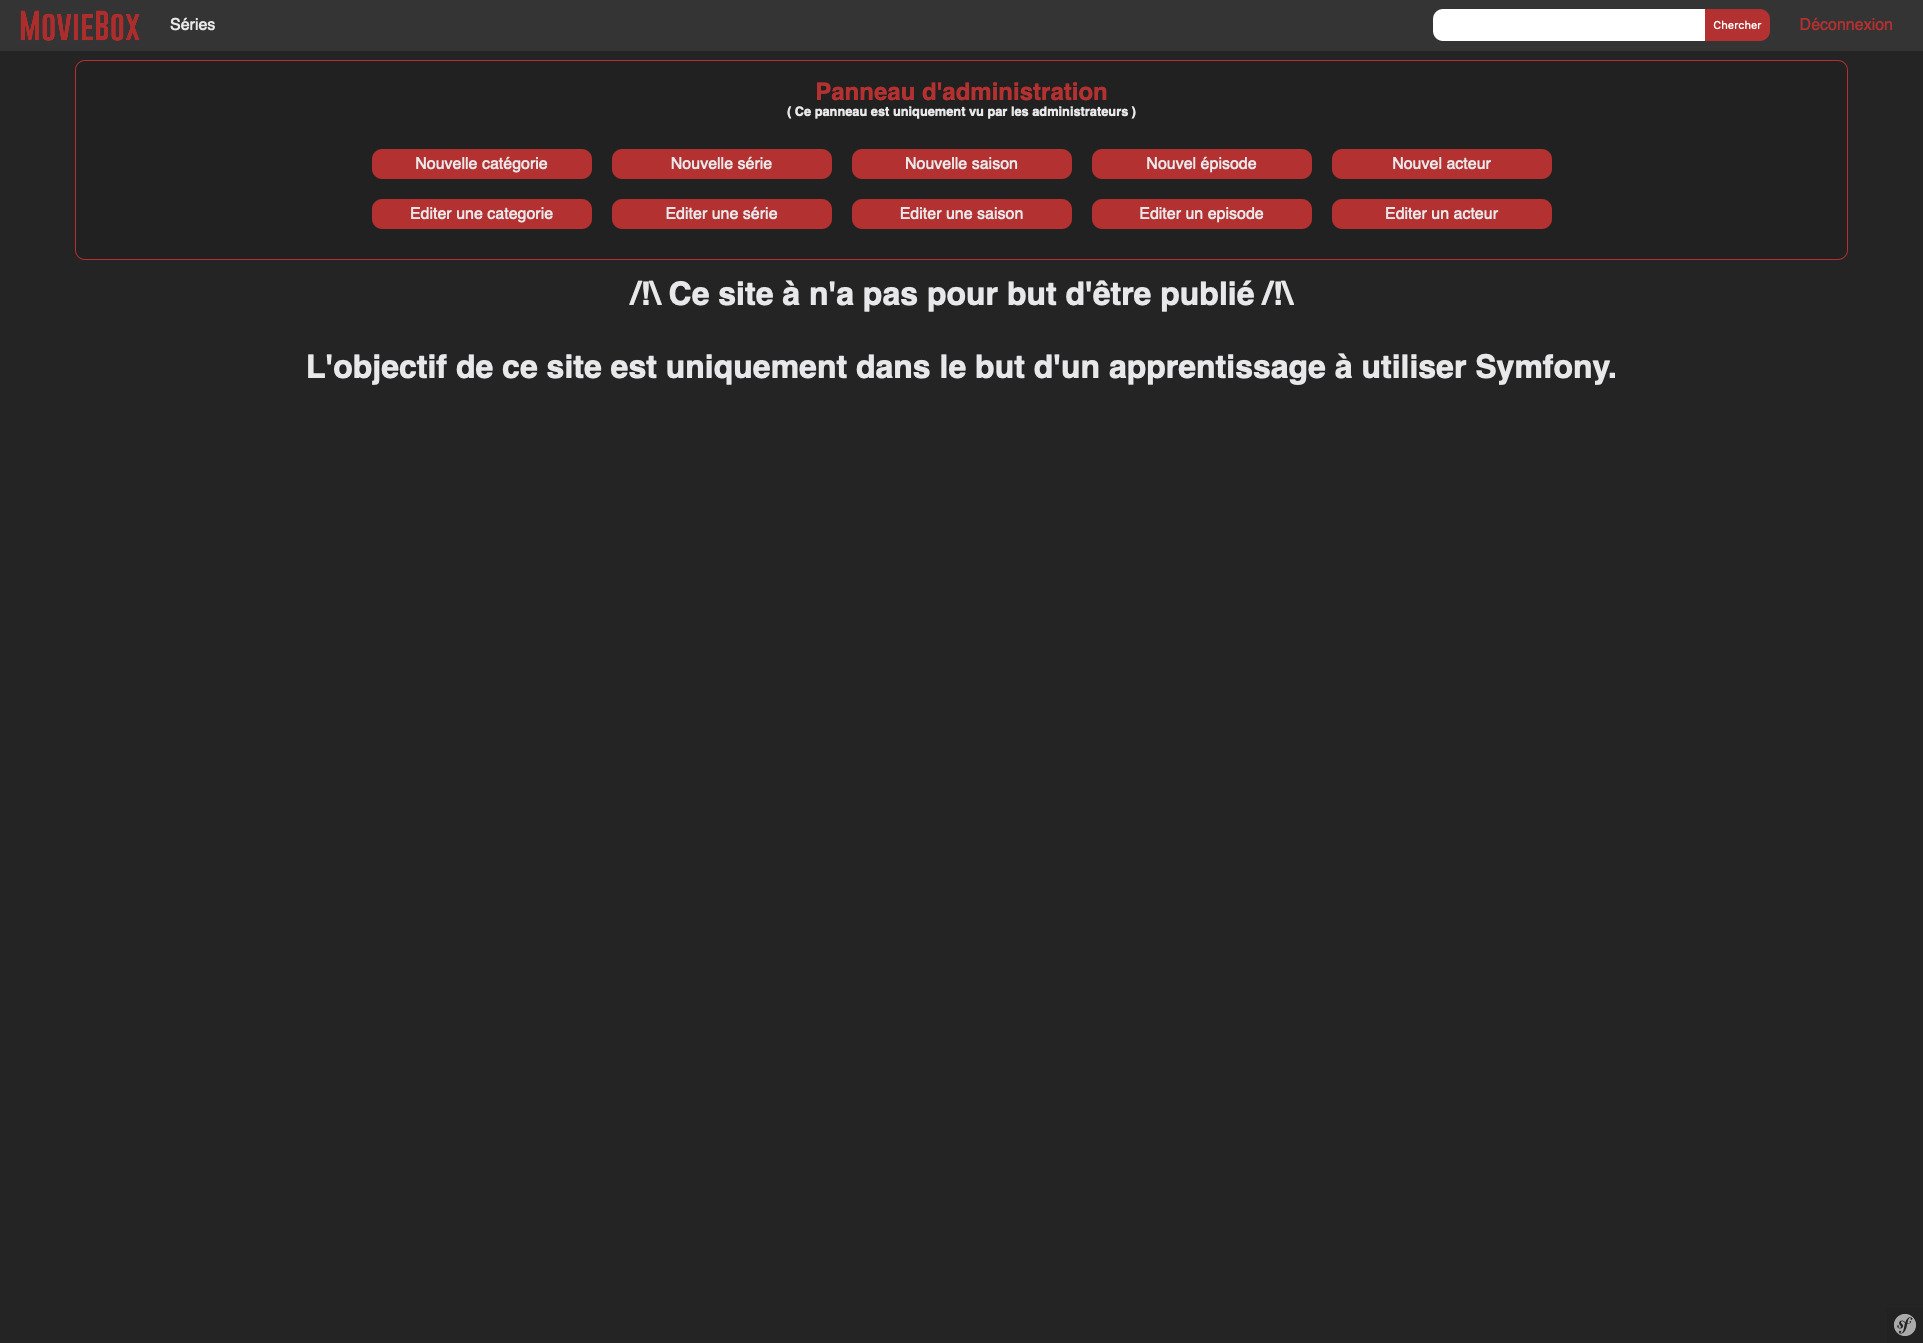 MovieBox Séries Chercher Déconnexion
Panneau d'administration
( Ce panneau est uniquement vu par les administrateurs )
Nouvelle catégorie Nouvelle série Nouvelle saison Nouvel épisode Nouvel acteur
Editer une categorie Editer une série Editer une saison Editer un episode Editer un acteur
/!\ Ce site à n'a pas pour but d'être publié /!\
L'objectif de ce site est uniquement dans le but d'un apprentissage à utiliser Symfony.
sf